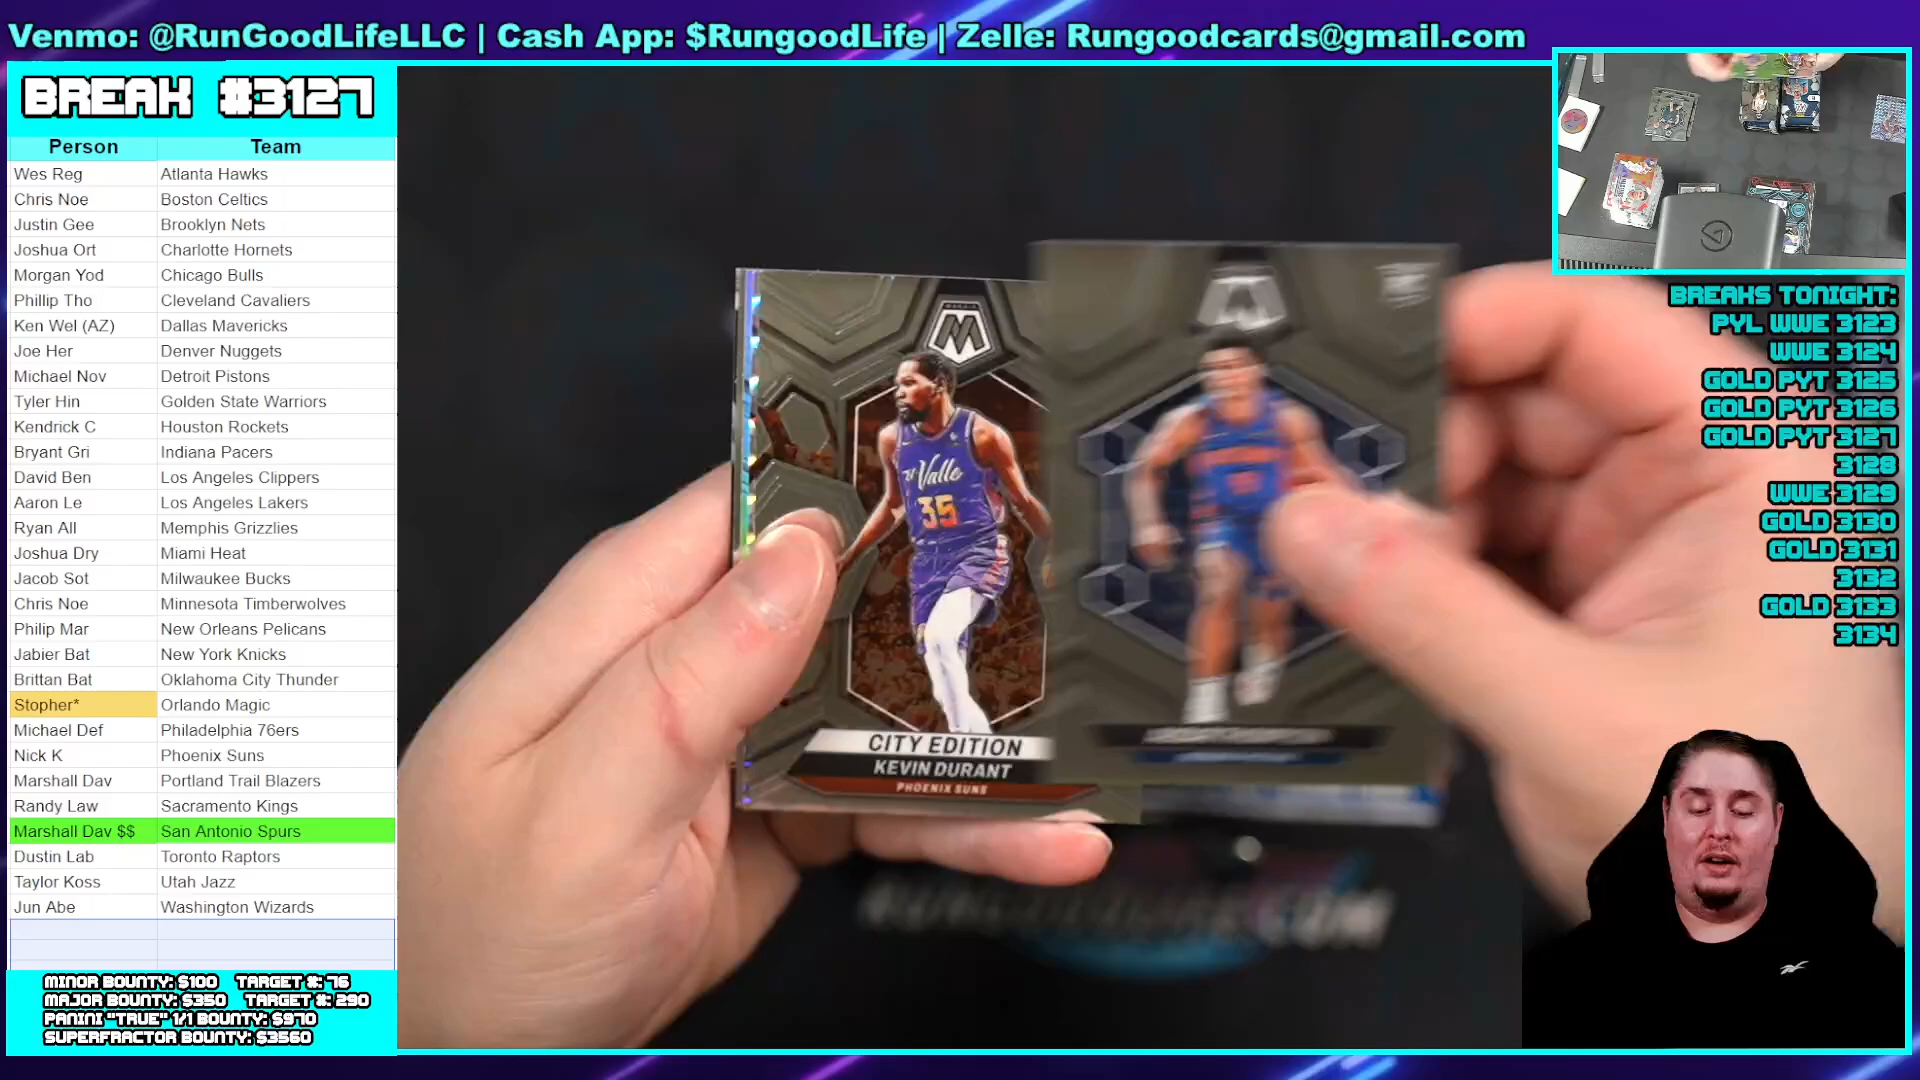 Venmo: @RunGoodLifeLLC | Cash App: $RungoodLife | Zelle: Rungoodcards@gmail.com
BREAK #3127
Person Team
Wes Reg Atlanta Hawks
Chris Noe Boston Celtics
Justin Gee Brooklyn Nets
Joshua Ort Charlotte Hornets
Morgan Yod Chicago Bulls
Phillip Tho Cleveland Cavaliers
Ken Wel (AZ) Dallas Mavericks
Joe Her Denver Nuggets
Michael Nov Detroit Pistons
Tyler Hin Golden State Warriors
Kendrick C Houston Rockets
Bryant Gri Indiana Pacers
David Ben Los Angeles Clippers
Aaron Le Los Angeles Lakers
Ryan All Memphis Grizzlies
Joshua Dry Miami Heat
Jacob Sot Milwaukee Bucks
Chris Noe Minnesota Timberwolves
Philip Mar New Orleans Pelicans
Jabier Bat New York Knicks
Brittan Bat Oklahoma City Thunder
Stopher* Orlando Magic
Michael Def Philadelphia 76ers
Nick K Phoenix Suns
Marshall Dav Portland Trail Blazers
Randy Law Sacramento Kings
Marshall Dav $$ San Antonio Spurs
Dustin Lab Toronto Raptors
Taylor Koss Utah Jazz
Jun Abe Washington Wizards
MINOR BOUNTY: $100 TARGET #: 76
MAJOR BOUNTY: $350 TARGET #: 290
PANINI "TRUE" 1/1 BOUNTY: $970
SUPERFRACTOR BOUNTY: $3560
Valle
35
CITY EDITION
KEVIN DURANT
PHOENIX SUNS
BREAKS TONIGHT:
PYL WWE 3123
WWE 3124
GOLD PYT 3125
GOLD PYT 3126
GOLD PYT 3127
3128
WWE 3129
GOLD 3130
GOLD 3131
3132
GOLD 3133
3134